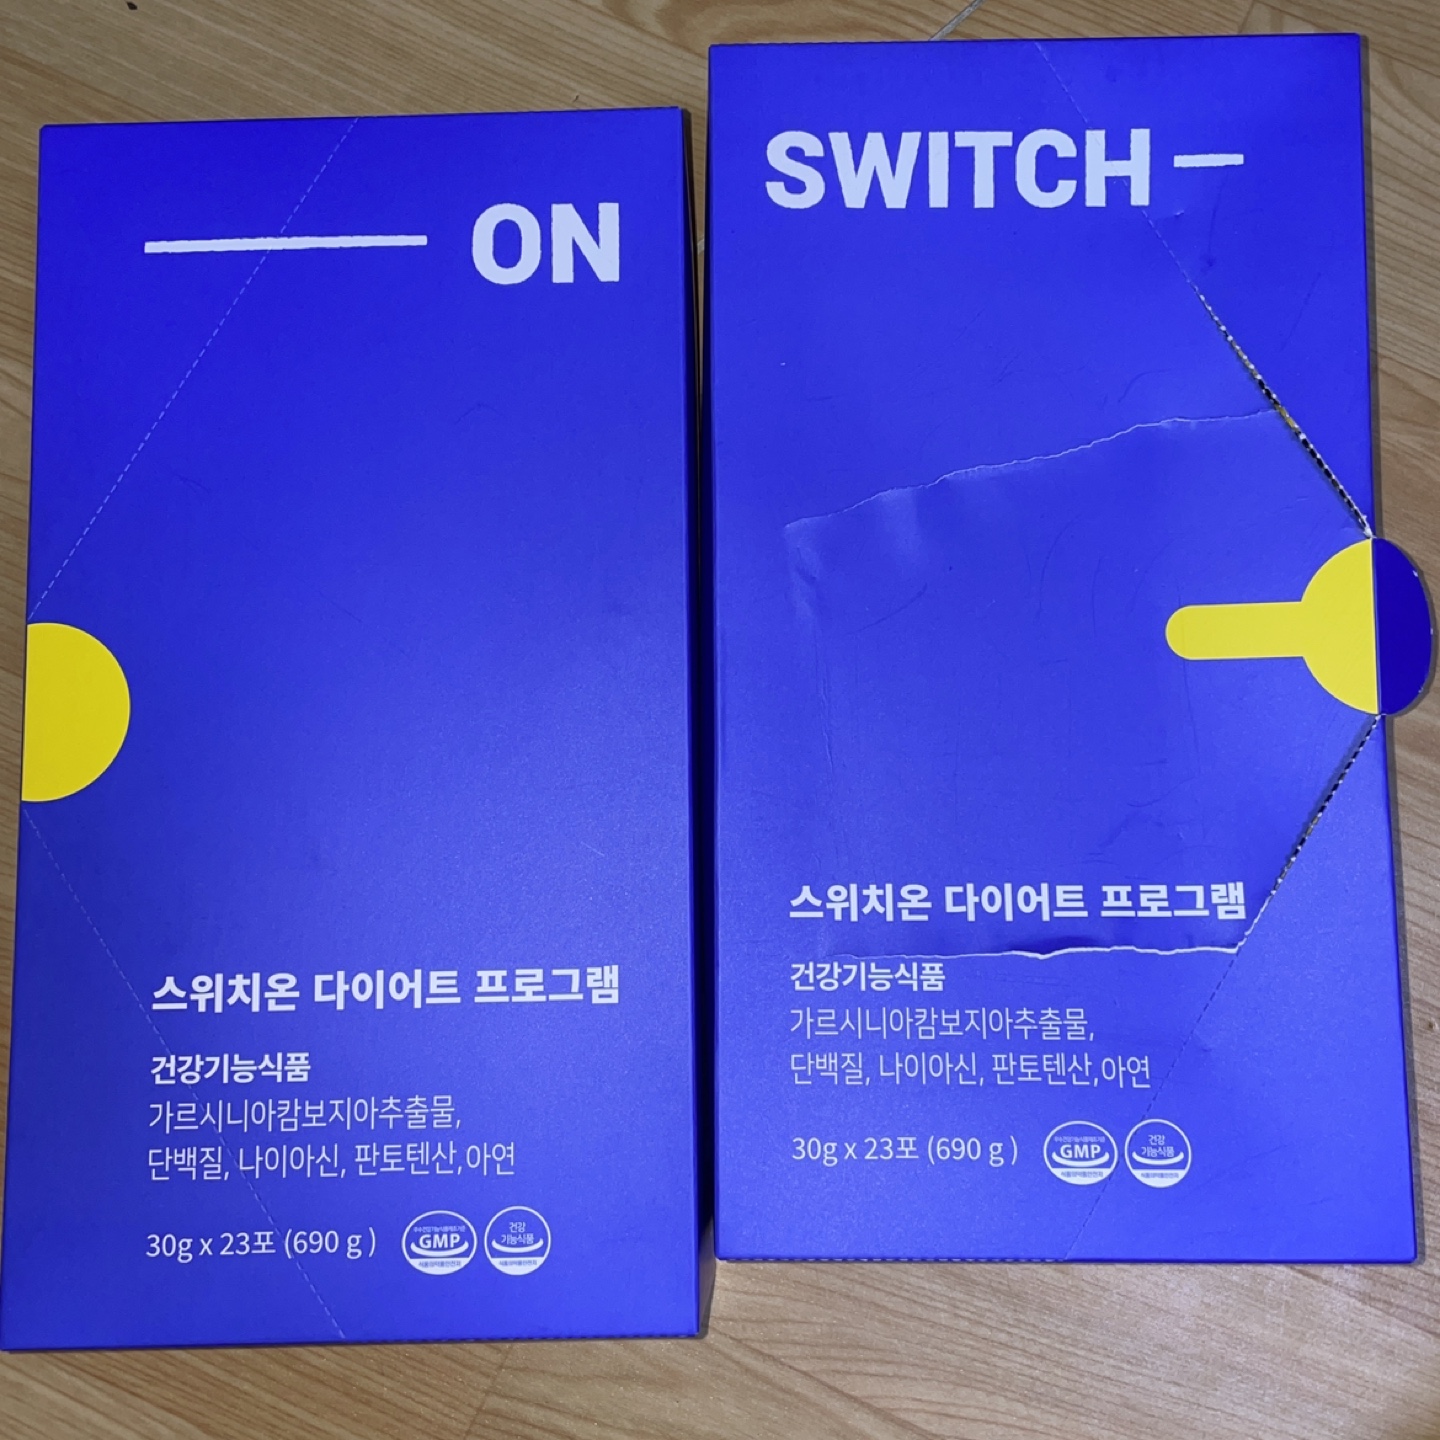 ON
스위치온 다이어트 프로그램
건강기능식품
가르시니아캄보지아추출물,
단백질, 나이아신, 판토텐산,아연
30g x 23포 (690 g )
GMP
건강
기능식품
SWITCH
스위치온 다이어트 프로그램
건강기능식품
가르시니아캄보지아추출물,
단백질, 나이아신, 판토텐산,아연
30g x 23포 (690 g )
GMP
건강
기능식품